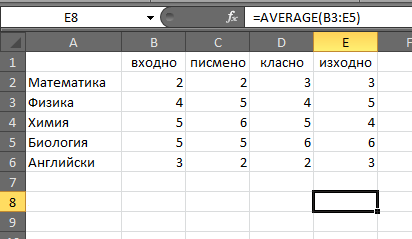 E8 fx =AVERAGE(B3:E5)
A B C D E
1 входно писмено класно изходно
2 Математика 2 2 3 3
3 Физика 4 5 4 5
4 Химия 5 6 5 4
5 Биология 5 5 6 6
6 Английски 3 2 2 3
7
8
9